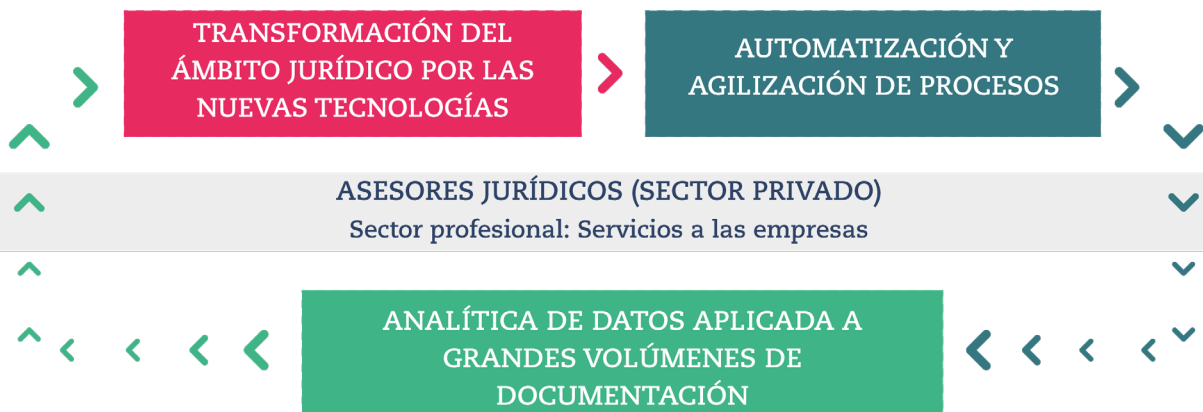 TRANSFORMACIÓN DEL
ÁMBITO JURÍDICO POR LAS
NUEVAS TECNOLOGÍAS
AUTOMATIZACIÓN Y
AGILIZACIÓN DE PROCESOS
ASESORES JURÍDICOS (SECTOR PRIVADO)
Sector profesional: Servicios a las empresas
ANALÍTICA DE DATOS APLICADA A
GRANDES VOLÚMENES DE
DOCUMENTACIÓN